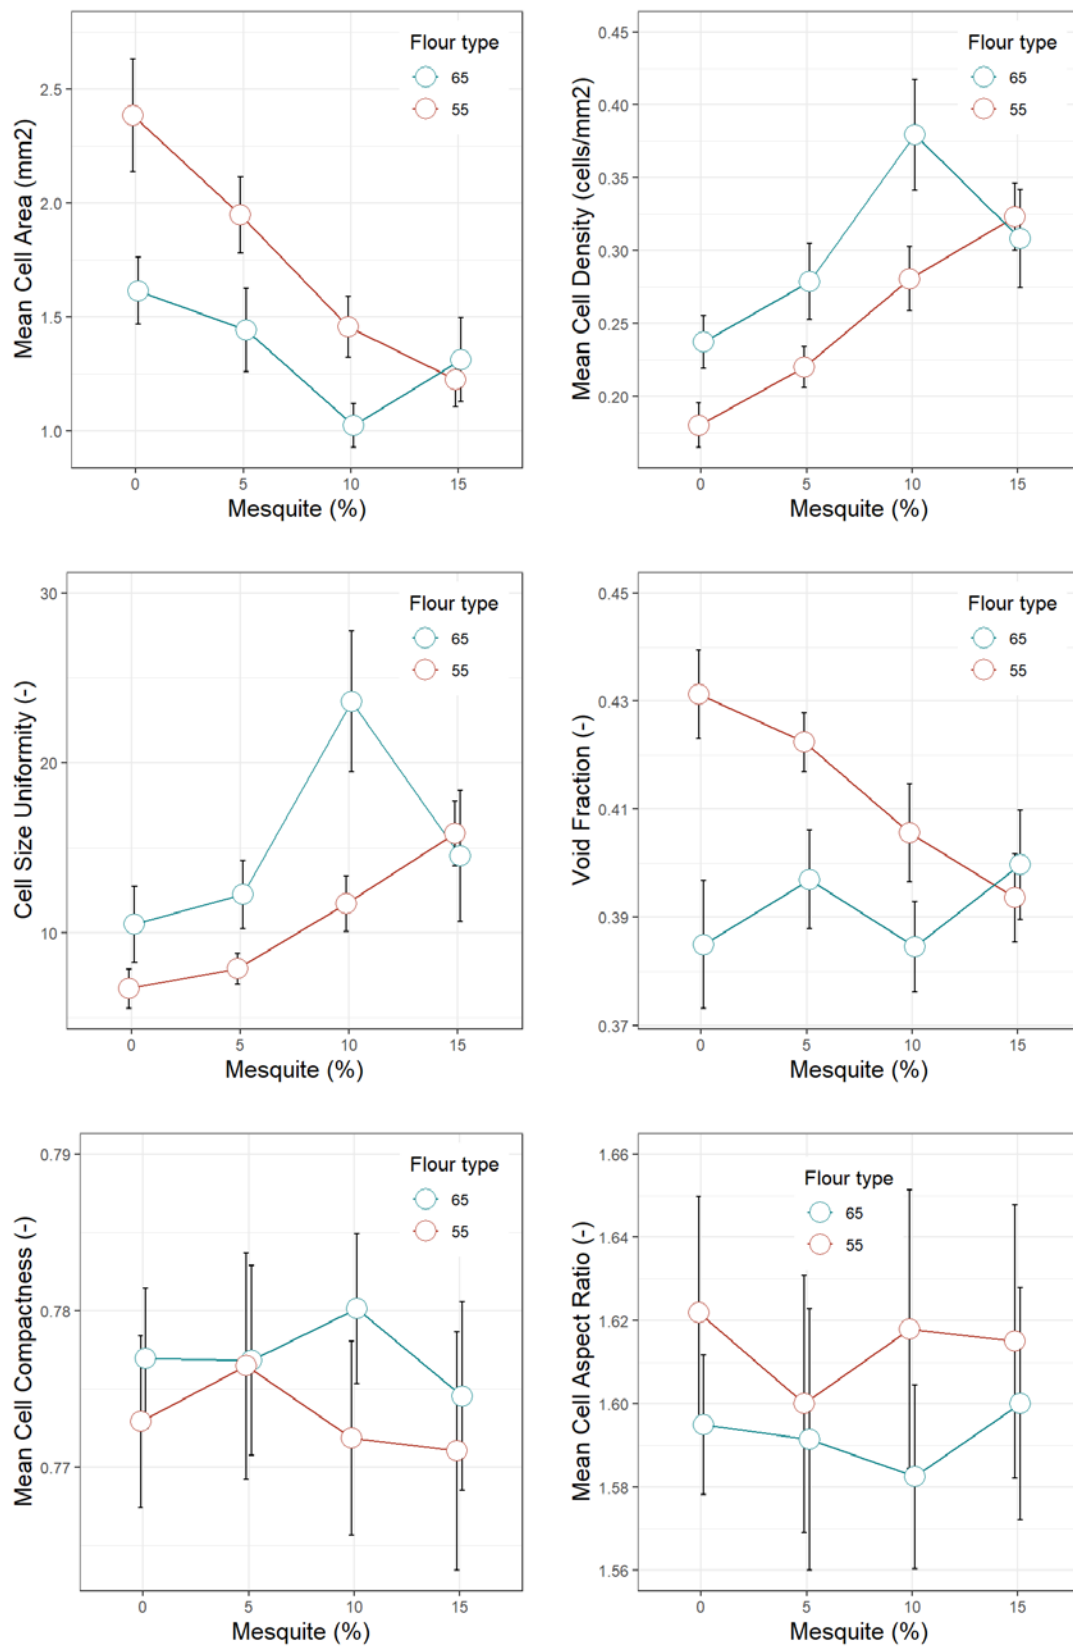 Mean Cell Area (mm2)
2.5
2.0
1.5
1.0
Flour type
65
55
0 5 10 15
Mesquite (%)
Mean Cell Density (cells/mm2)
0.45
0.40
0.35
0.30
0.25
0.20
Flour type
65
55
0 5 10 15
Mesquite (%)
Cell Size Uniformity (-)
30
20
10
Flour type
65
55
0 5 10 15
Mesquite (%)
Void Fraction (-)
0.45
0.43
0.41
0.39
0.37
Flour type
65
55
0 5 10 15
Mesquite (%)
Mean Cell Compactness (-)
0.79
0.78
0.77
Flour type
65
55
0 5 10 15
Mesquite (%)
Mean Cell Aspect Ratio (-)
1.66
1.64
1.62
1.60
1.58
1.56
Flour type
65
55
0 5 10 15
Mesquite (%)